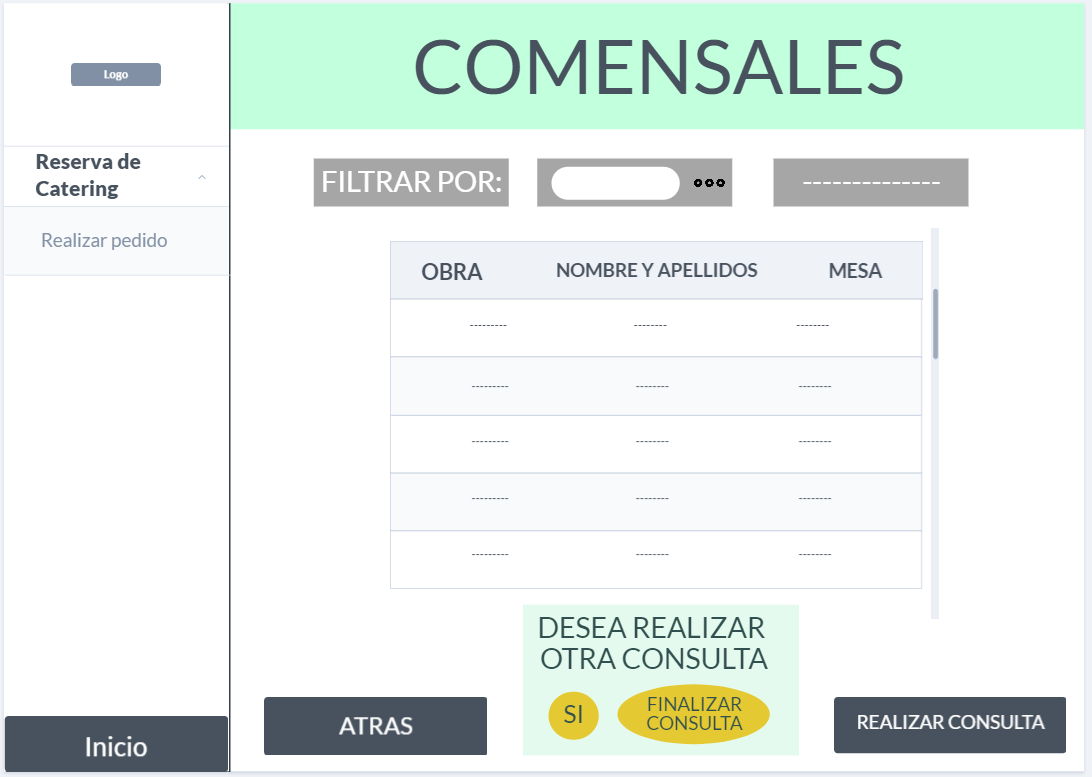 Logo
Reserva de
Catering
Realizar pedido
Inicio
COMENSALES
FILTRAR POR:
--------------
OBRA NOMBRE Y APELLIDOS MESA
--------- -------- --------
--------- -------- --------
--------- -------- --------
--------- -------- --------
--------- -------- --------
DESEA REALIZAR
OTRA CONSULTA
SI
FINALIZAR
CONSULTA
ATRAS
REALIZAR CONSULTA